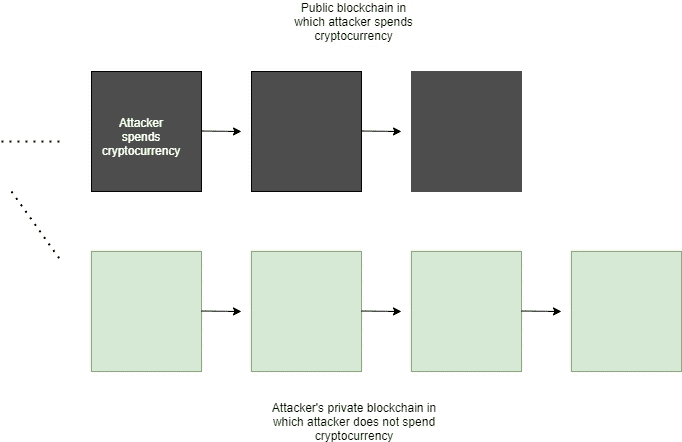 Public blockchain in
which attacker spends
cryptocurrency
Attacker
spends
cryptocurrency
Attacker's private blockchain in
which attacker does not spend
cryptocurrency